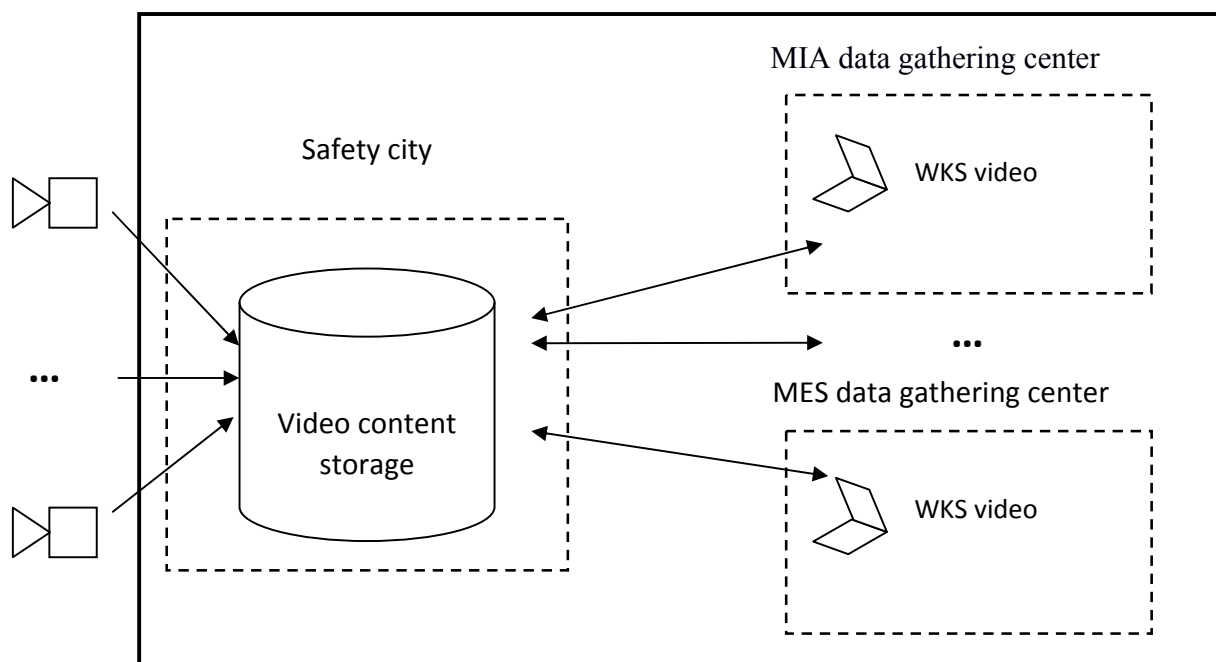 MIA data gathering center
Safety city
WKS video
...
...
MES data gathering center
Video content
storage
WKS video